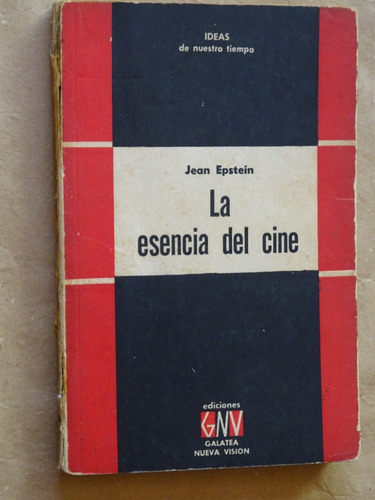 IDEAS
de nuestro tiempo
Jean Epstein
La
esencia del cine
ediciones
GNV
GALATEA
NUEVA VISION